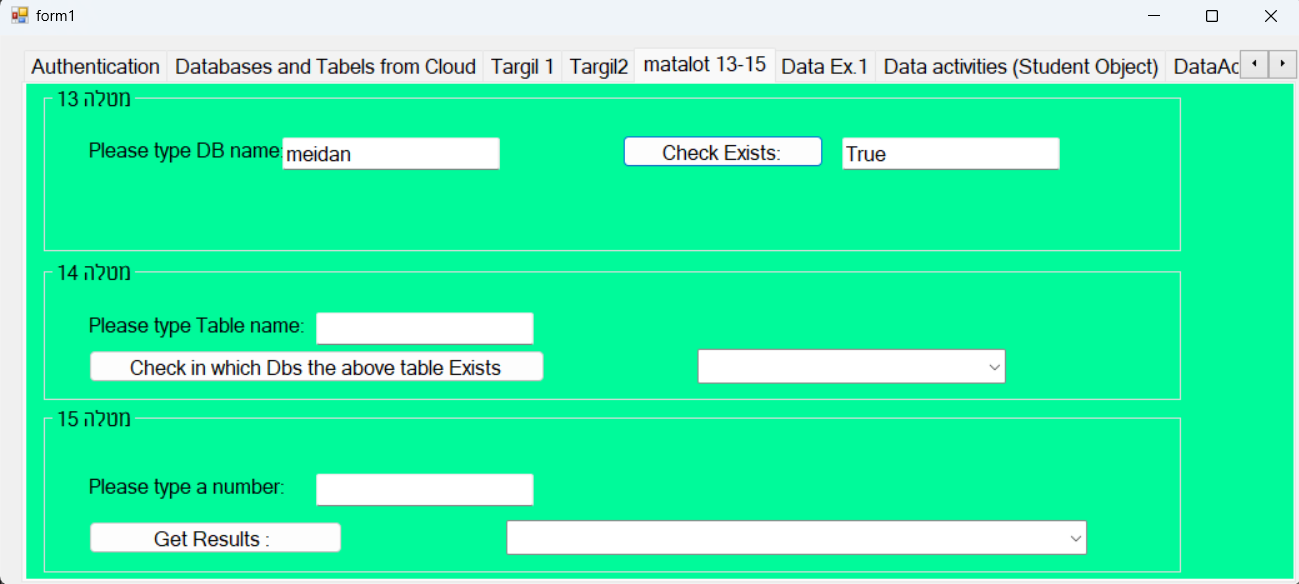 form1
Authentication Databases and Tabels from Cloud Targil 1 Targil2 matalot 13-15 Data Ex.1 Data activities (Student Object) DataAc
מטלה 13
Please type DB name: meidan Check Exists: True
מטלה 14
Please type Table name:
Check in which Dbs the above table Exists
מטלה 15
Please type a number:
Get Results :